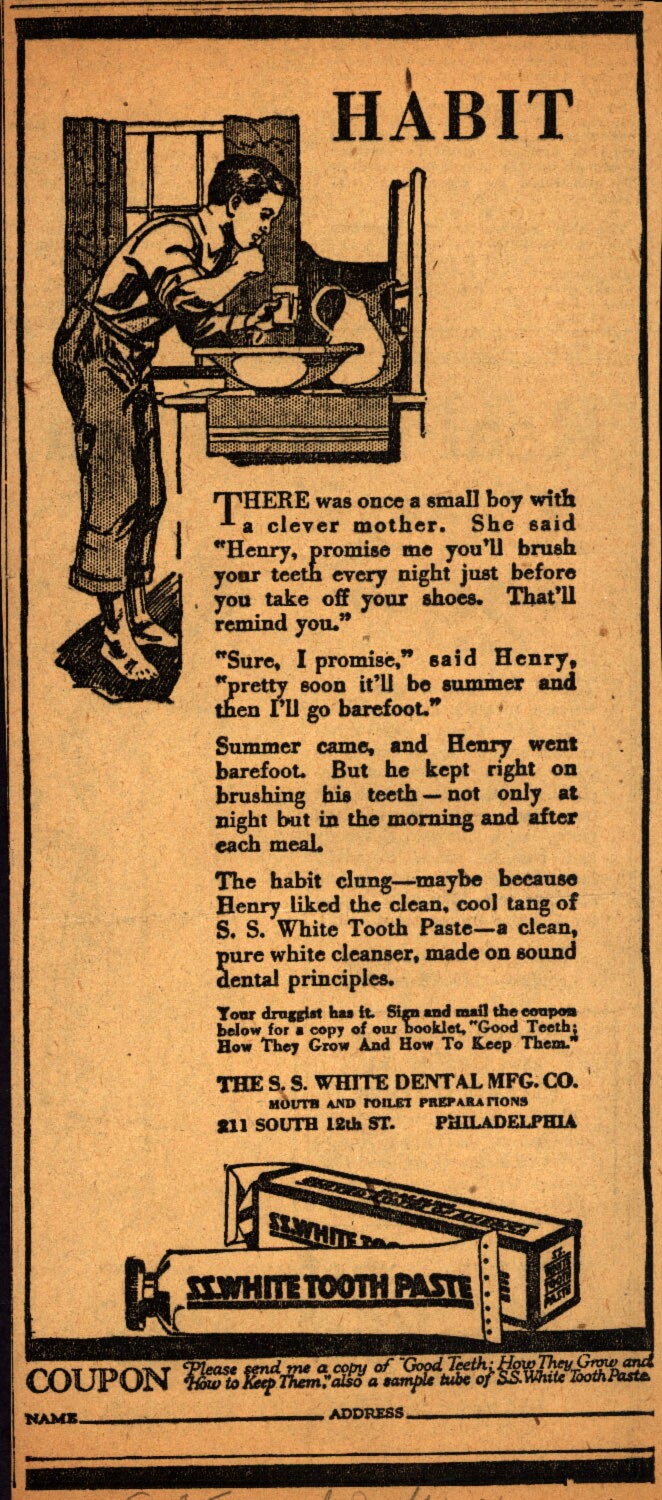 HABIT
THERE was once a small boy with
a clever mother. She said
"Henry, promise me you'll brush
your teeth every night just before
you take off your shoes. That'll
remind you."
"Sure, I promise," said Henry,
"pretty soon it'll be summer and
then I'll go barefoot."
Summer came, and Henry went
barefoot. But he kept right on
brushing his teeth—not only at
night but in the morning and after
each meal.
The habit clung—maybe because
Henry liked the clean, cool tang of
S. S. White Tooth Paste—a clean,
pure white cleanser, made on sound
dental principles.
Your druggist has it. Sign and mail the coupon
below for a copy of our booklet, "Good Teeth;
How They Grow And How To Keep Them."
THE S. S. WHITE DENTAL MFG. CO.
MOUTH AND TOILET PREPARATIONS
211 SOUTH 12th ST. PHILADELPHIA
S.S. WHITE TOO
S.S. WHITE TOOTH PASTE
S.S. WHITE TOOTH PASTE
COUPON Please send me a copy of "Good Teeth; How They Grow and
How to Keep Them," also a sample tube of S.S. White Tooth Paste.
NAME ADDRESS